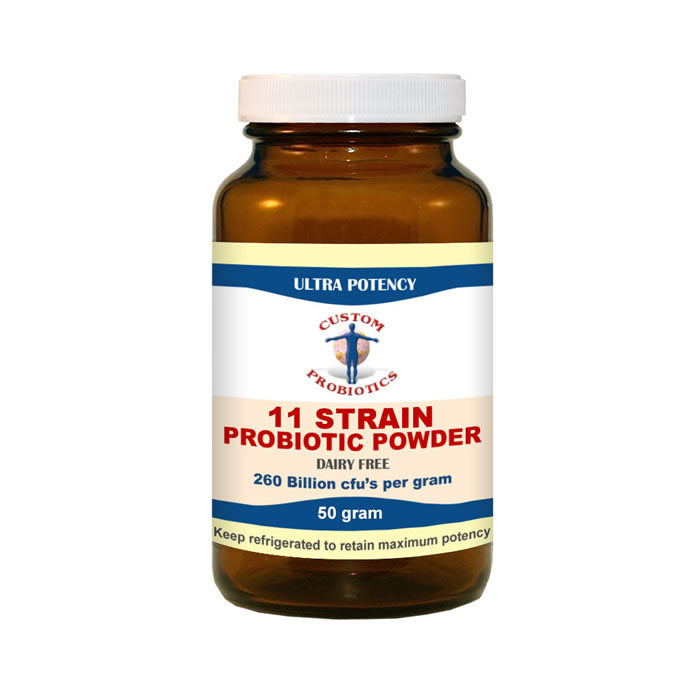 ULTRA POTENCY
CUSTOM
PROBIOTICS
11 STRAIN
PROBIOTIC POWDER
DAIRY FREE
260 Billion cfu's per gram
50 gram
Keep refrigerated to retain maximum potency